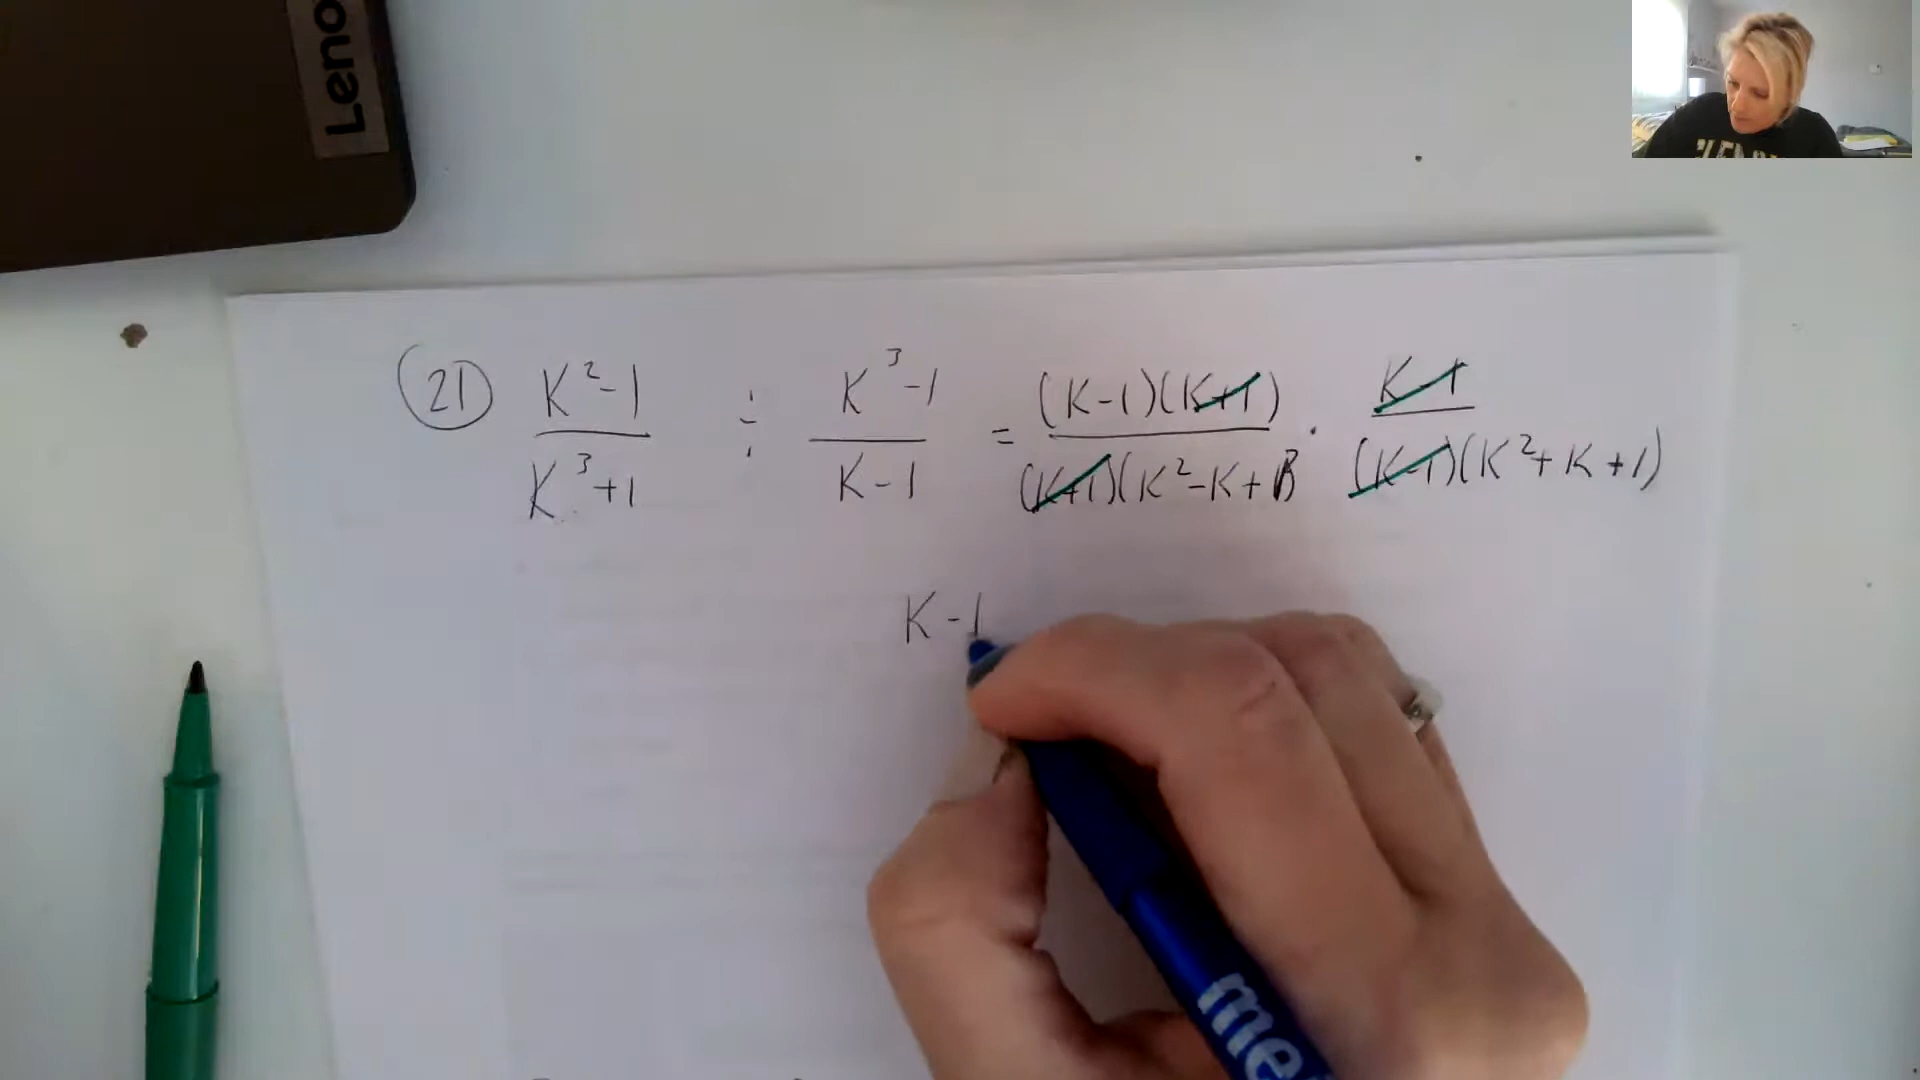 Leno
21) K²-1 / K³+1 ÷ K³-1 / K-1 = (K-1)(K+1) / (K+1)(K²-K+1) · K-1 / (K-1)(K²+K+1)
K-1
me